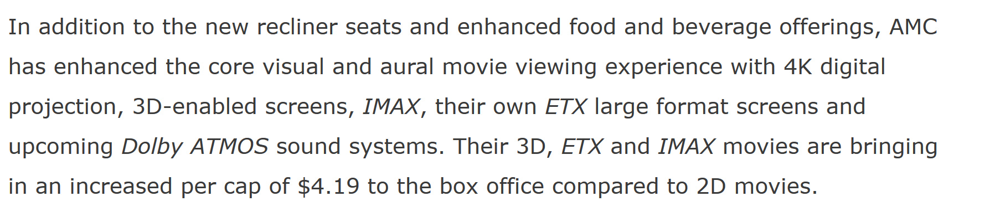 In addition to the new recliner seats and enhanced food and beverage offerings, AMC
has enhanced the core visual and aural movie viewing experience with 4K digital
projection, 3D-enabled screens, IMAX, their own ETX large format screens and
upcoming Dolby ATMOS sound systems. Their 3D, ETX and IMAX movies are bringing
in an increased per cap of $4.19 to the box office compared to 2D movies.